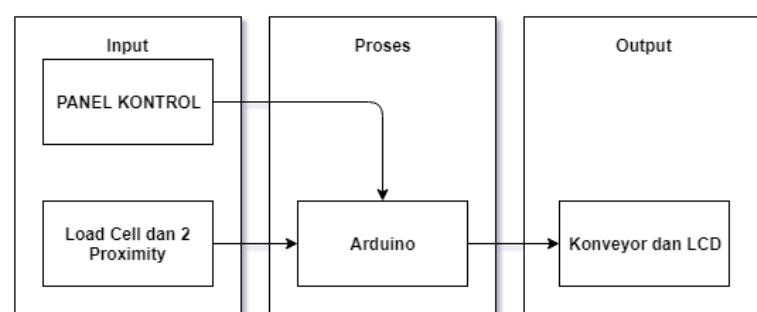 Input
Proses
Output
PANEL KONTROL
Load Cell dan 2
Proximity
Arduino
Konveyor dan LCD